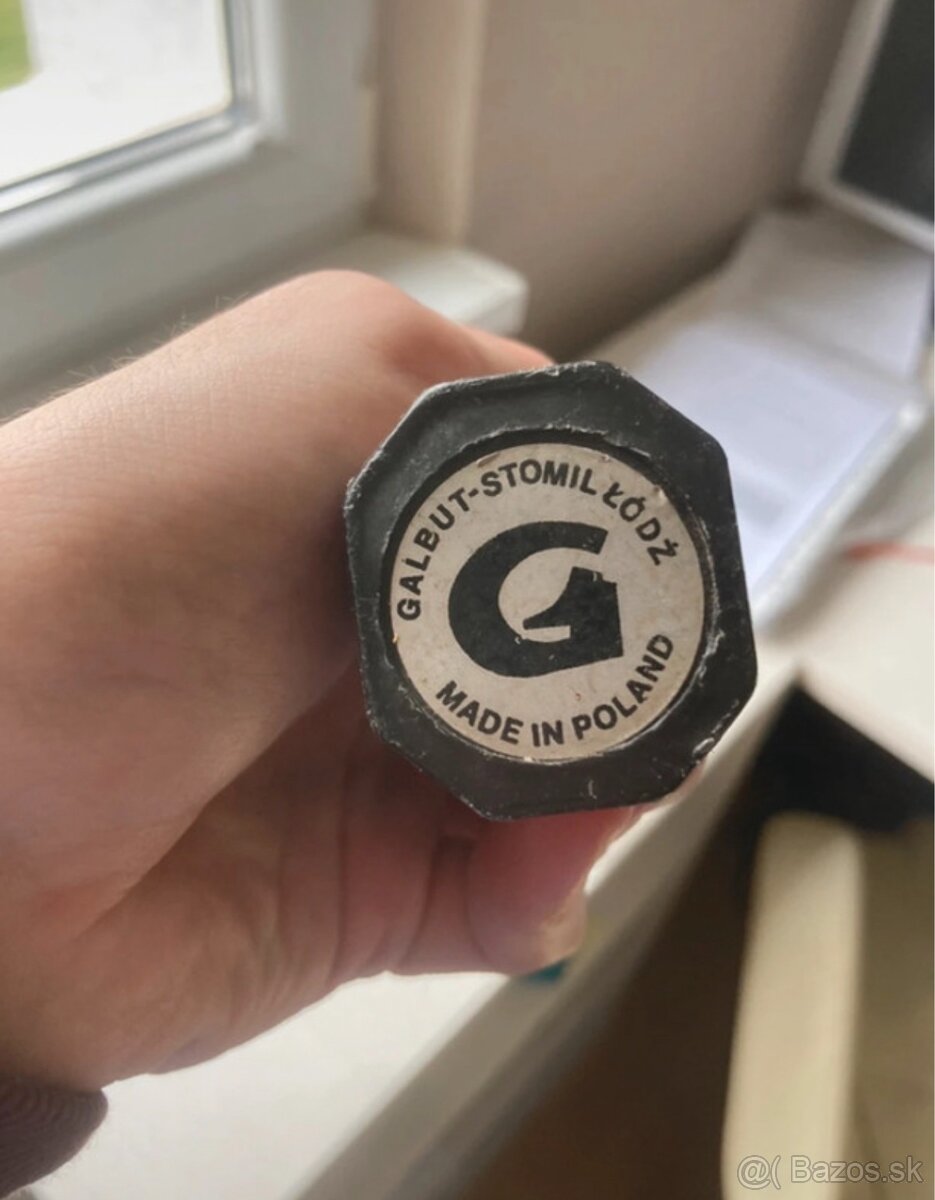 GALBUT-STOMIL ŁÓDŹ
G
MADE IN POLAND
@( Bazos.sk